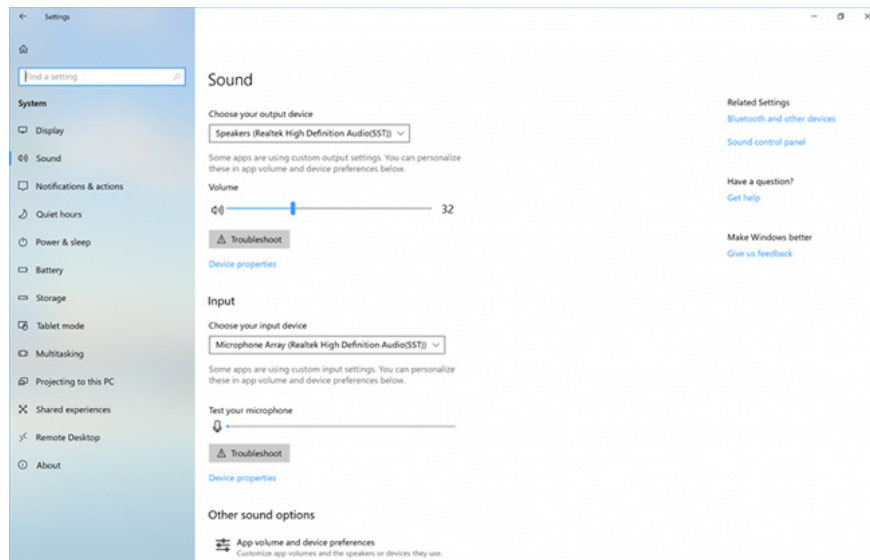 Settings
Find a setting
System
Display
Sound
Notifications & actions
Quiet hours
Power & sleep
Battery
Storage
Tablet mode
Multitasking
Projecting to this PC
Shared experiences
Remote Desktop
About
Sound
Choose your output device
Speakers (Realtek High Definition Audio(SST))
Some apps are using custom output settings. You can personalize
these in app volume and device preferences below.
Volume
32
Troubleshoot
Device properties
Input
Choose your input device
Microphone Array (Realtek High Definition Audio(SST))
Some apps are using custom input settings. You can personalize
these in app volume and device preferences below.
Test your microphone
Troubleshoot
Device properties
Other sound options
App volume and device preferences
Customize app volumes and the speakers or devices they use.
Related Settings
Bluetooth and other devices
Sound control panel
Have a question?
Get help
Make Windows better
Give us feedback